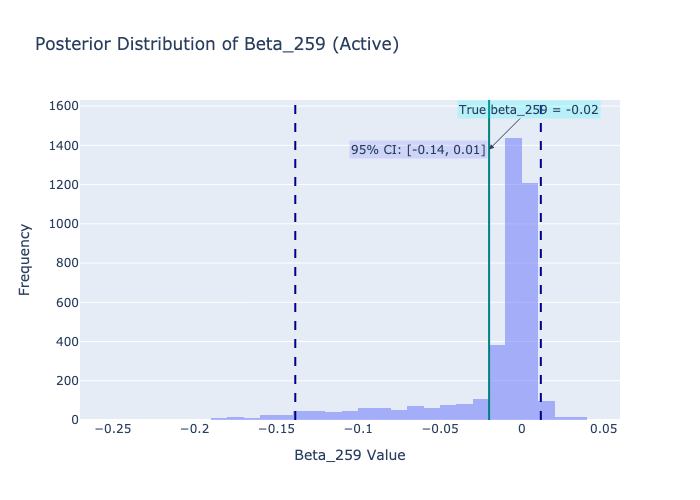 Posterior Distribution of Beta_259 (Active)
True beta_259 = -0.02
95% CI: [-0.14, 0.01]
1600
1400
1200
1000
800
600
400
200
0
Frequency
−0.25 −0.2 −0.15 −0.1 −0.05 0 0.05
Beta_259 Value